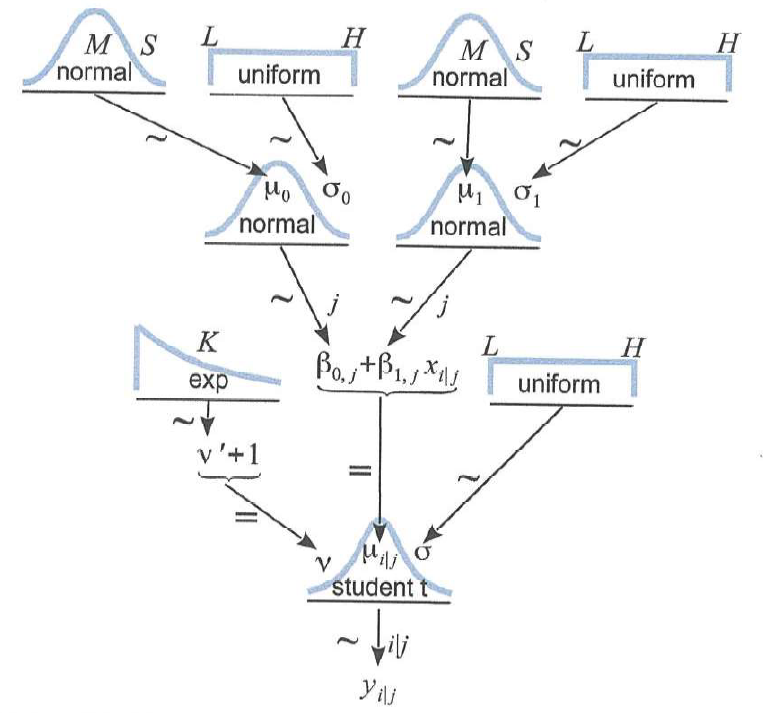 M S L H M S L H
normal uniform normal uniform
~ ~ ~ ~
μ₀ σ₀ μ₁ σ₁
normal normal
~ j ~ j
K L H
exp β₀,ⱼ+β₁,ⱼ xᵢ|ⱼ uniform
~
ν′+1 = ~
=
ν μᵢ|ⱼ σ
student t
~ i|j
yᵢ|ⱼ